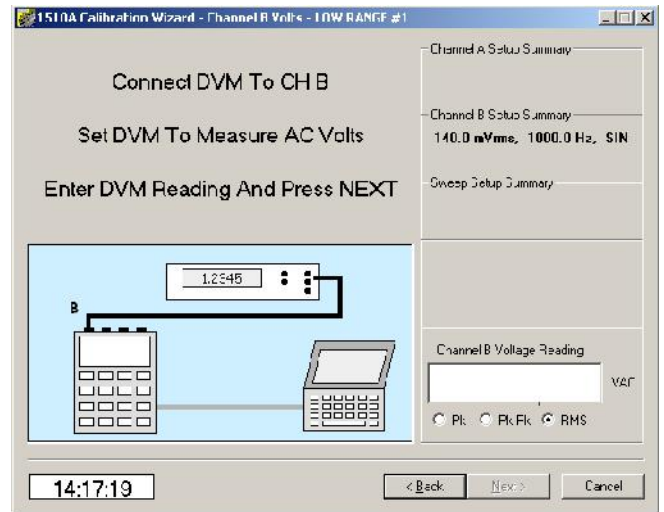 1510A Calibration Wizard - Channel B Volts - LOW RANGE #1
Connect DVM To CH B
Set DVM To Measure AC Volts
Enter DVM Reading And Press NEXT
Channel A Setup Summary
Channel B Setup Summary
140.0 mVrms, 1000.0 Hz, SIN
Sweep Setup Summary
1.2345
B
Channel B Voltage Reading
VAC
Pk Pk Pk RMS
14:17:19
< Back
Next >
Cancel